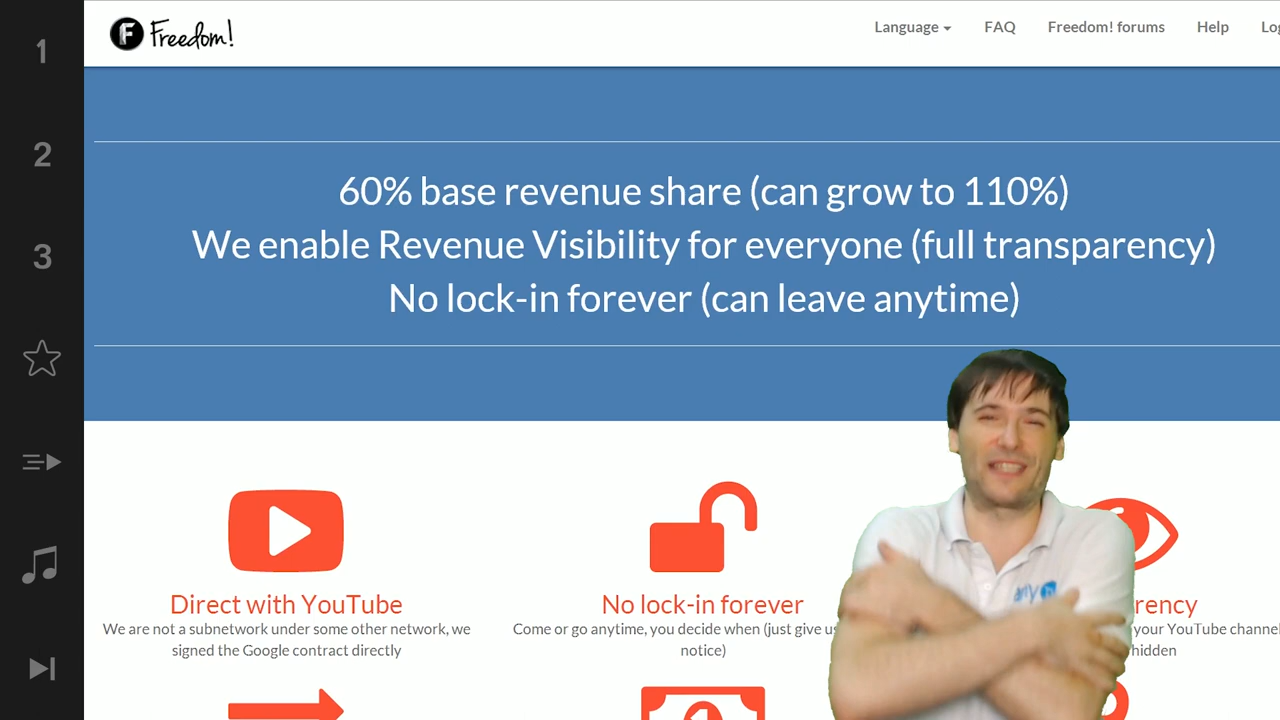 1
2
3
F Freedom!
Language FAQ Freedom! forums Help
60% base revenue share (can grow to 110%)
We enable Revenue Visibility for everyone (full transparency)
No lock-in forever (can leave anytime)
Direct with YouTube
We are not a subnetwork under some other network, we
signed the Google contract directly
No lock-in forever
Come or go anytime, you decide when (just give us
notice)
rency
your YouTube channel
hidden